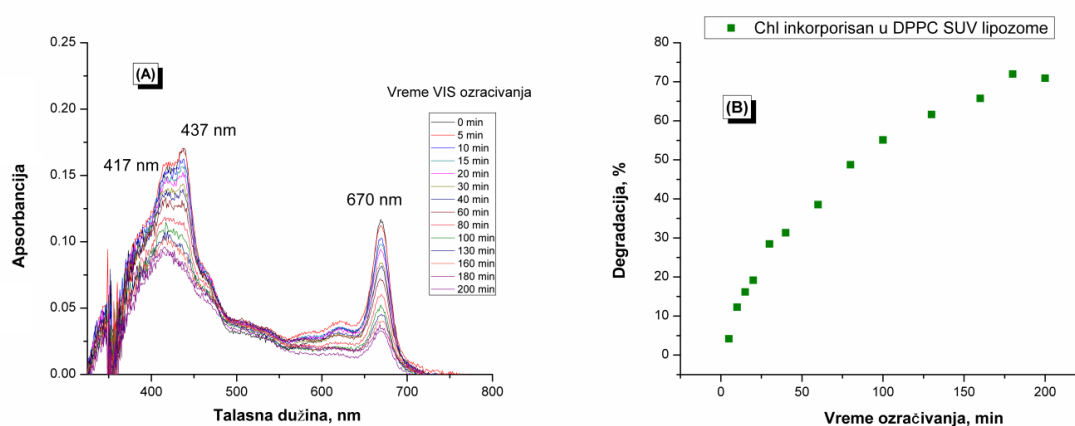 (A)
Vreme VIS ozracivanja
0 min
5 min
10 min
15 min
20 min
30 min
40 min
60 min
80 min
100 min
130 min
160 min
180 min
200 min
437 nm
417 nm
670 nm
0.25
0.20
0.15
0.10
0.05
0.00
Apsorbancija
400 500 600 700 800
Talasna dužina, nm
Chl inkorporisan u DPPC SUV lipozome
(B)
80
70
60
50
40
30
20
10
0
Degradacija, %
0 50 100 150 200
Vreme ozračivanja, min